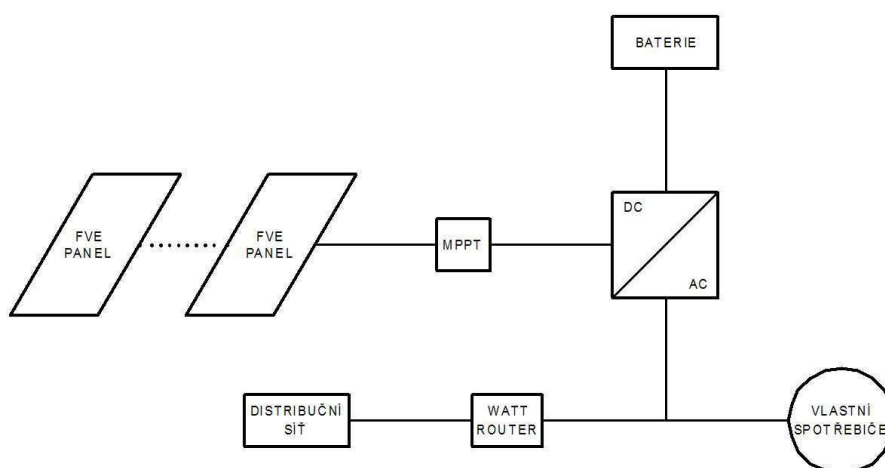 BATERIE
FVE
PANEL
FVE
PANEL
MPPT
DC
AC
DISTRIBUČNÍ
SÍŤ
WATT
ROUTER
VLASTNÍ
SPOTŘEBIČE